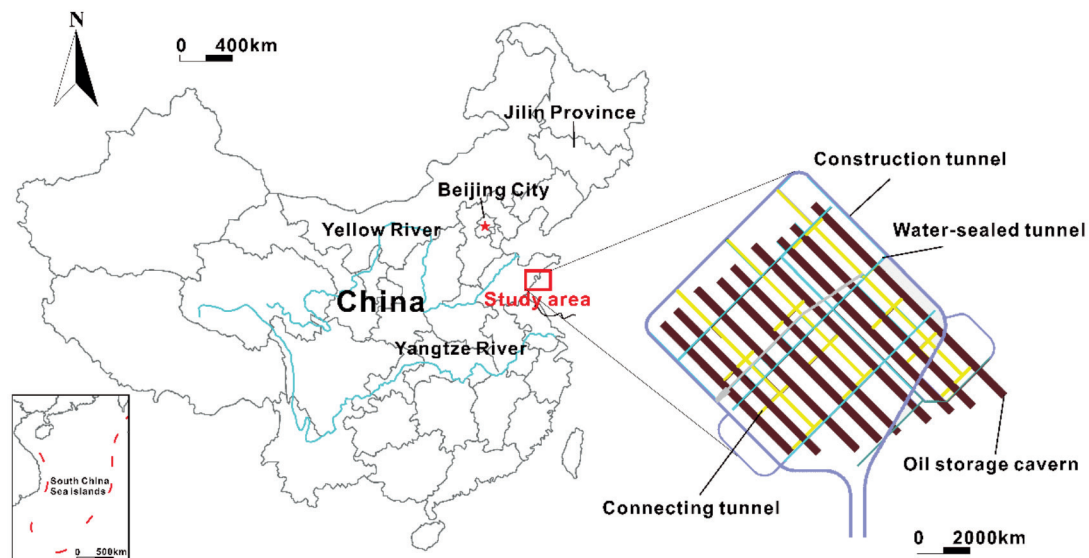 N
0 400km
Jilin Province
Beijing City
Yellow River
China
Study area
Yangtze River
South China
Sea islands
0 500km
Construction tunnel
Water-sealed tunnel
Oil storage cavern
Connecting tunnel
0 2000km